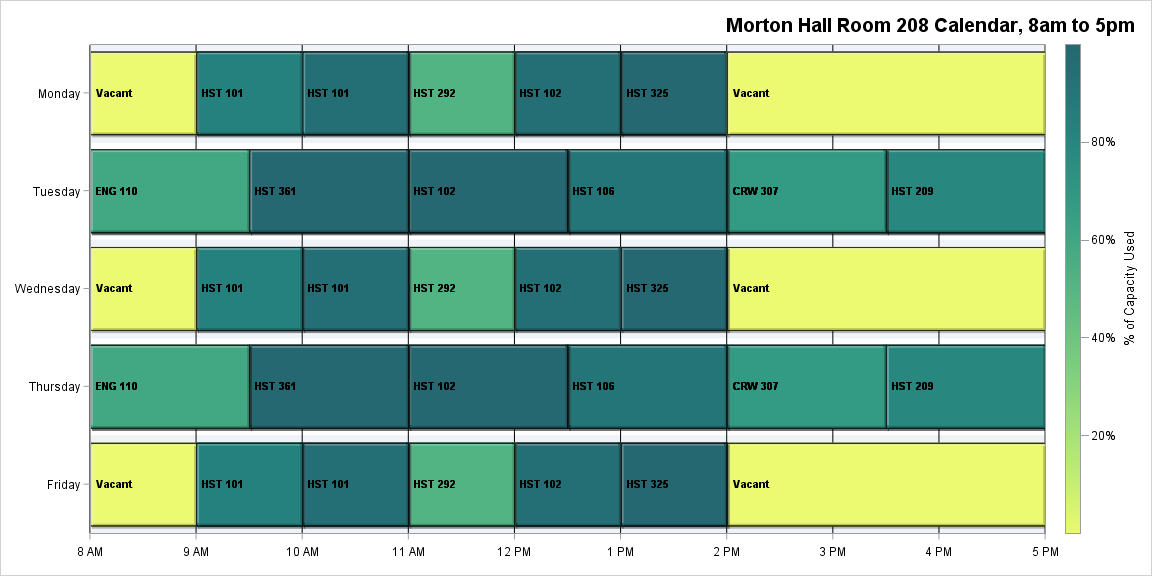 Morton Hall Room 208 Calendar, 8am to 5pm
Monday
Vacant
HST 101
HST 101
HST 292
HST 102
HST 325
Vacant
Tuesday
ENG 110
HST 361
HST 102
HST 106
CRW 307
HST 209
Wednesday
Vacant
HST 101
HST 101
HST 292
HST 102
HST 325
Vacant
Thursday
ENG 110
HST 361
HST 102
HST 106
CRW 307
HST 209
Friday
Vacant
HST 101
HST 101
HST 292
HST 102
HST 325
Vacant
8 AM
9 AM
10 AM
11 AM
12 PM
1 PM
2 PM
3 PM
4 PM
5 PM
80%
60%
40%
20%
% of Capacity Used